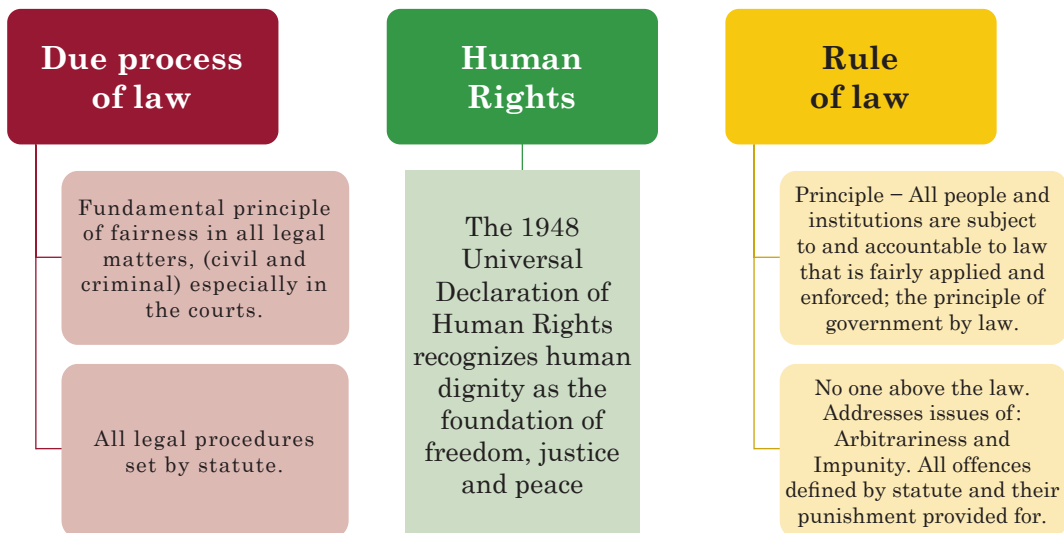 Due process
of law
Fundamental principle
of fairness in all legal
matters, (civil and
criminal) especially in
the courts.
All legal procedures
set by statute.
Human
Rights
The 1948
Universal
Declaration of
Human Rights
recognizes human
dignity as the
foundation of
freedom, justice
and peace
Rule
of law
Principle – All people and
institutions are subject
to and accountable to law
that is fairly applied and
enforced; the principle of
government by law.
No one above the law.
Addresses issues of:
Arbitrariness and
Impunity. All offences
defined by statute and their
punishment provided for.